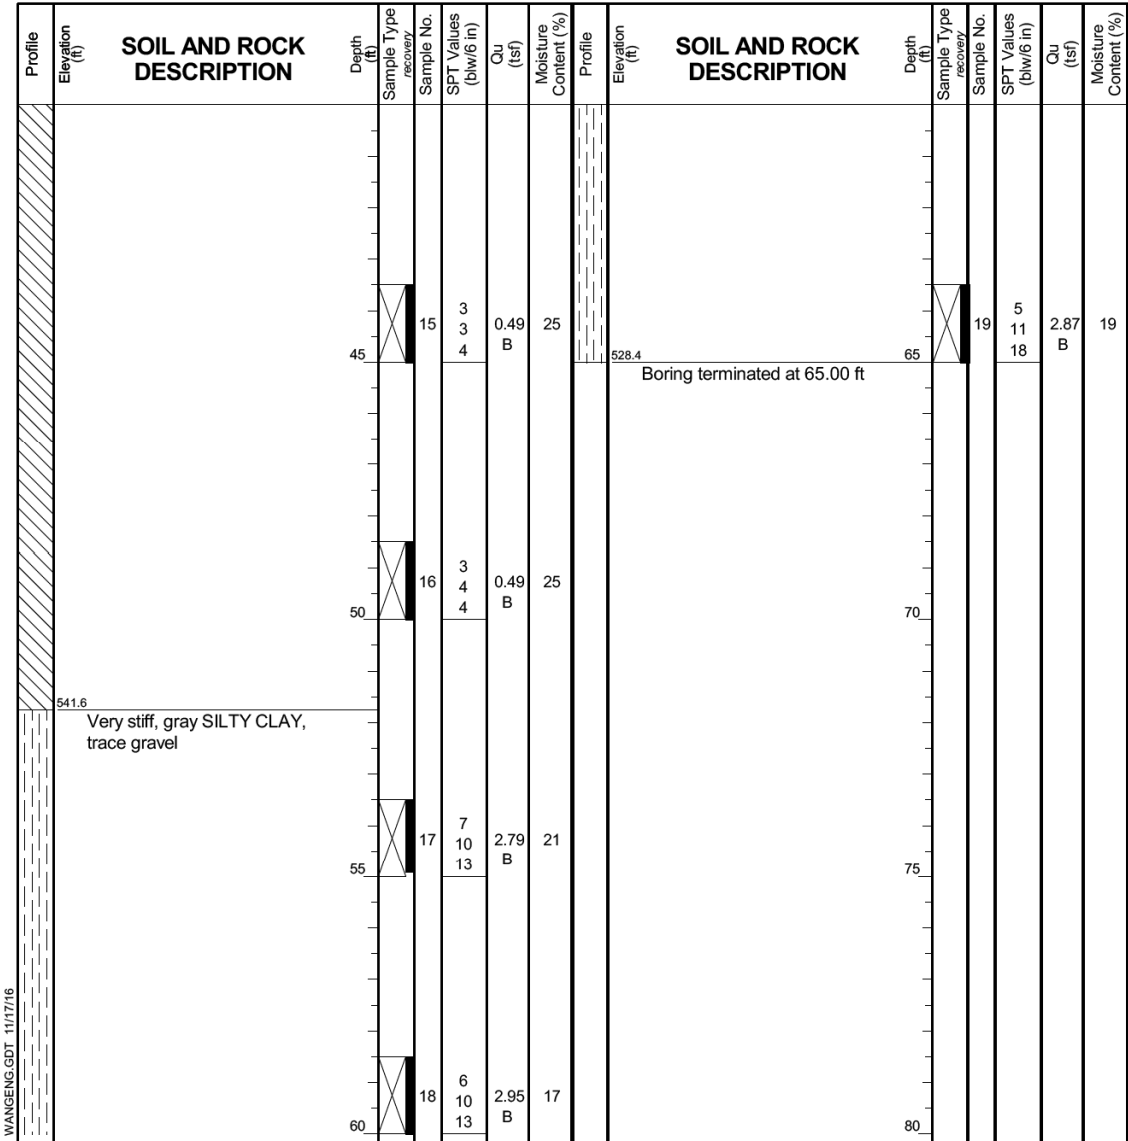 Profile
Elevation
(ft)
SOIL AND ROCK
DESCRIPTION
Depth
(ft)
Sample Type
recovery
Sample No.
SPT Values
(blw/6 in)
Qu
(tsf)
Moisture
Content (%)
45
15
3
3
4
0.49
B
25
50
16
3
4
4
0.49
B
25
541.6
Very stiff, gray SILTY CLAY,
trace gravel
55
17
7
10
13
2.79
B
21
60
18
6
10
13
2.95
B
17
Profile
Elevation
(ft)
SOIL AND ROCK
DESCRIPTION
Depth
(ft)
Sample Type
recovery
Sample No.
SPT Values
(blw/6 in)
Qu
(tsf)
Moisture
Content (%)
19
5
11
18
2.87
B
19
528.4
65
Boring terminated at 65.00 ft
70
75
80
WANGENG.GDT 11/17/16